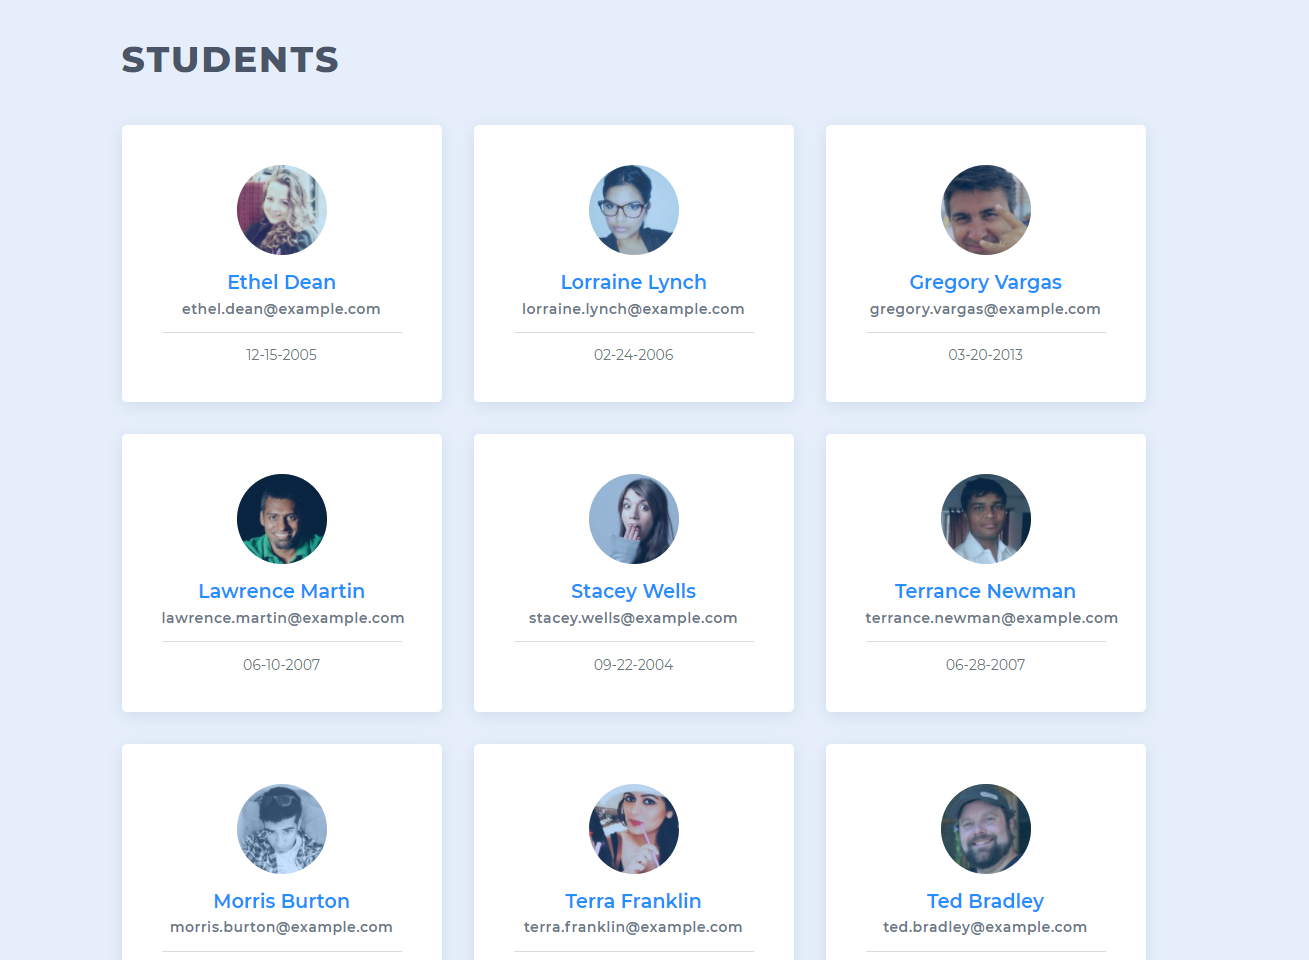 STUDENTS
Ethel Dean
ethel.dean@example.com
12-15-2005
Lorraine Lynch
lorraine.lynch@example.com
02-24-2006
Gregory Vargas
gregory.vargas@example.com
03-20-2013
Lawrence Martin
lawrence.martin@example.com
06-10-2007
Stacey Wells
stacey.wells@example.com
09-22-2004
Terrance Newman
terrance.newman@example.com
06-28-2007
Morris Burton
morris.burton@example.com
Terra Franklin
terra.franklin@example.com
Ted Bradley
ted.bradley@example.com